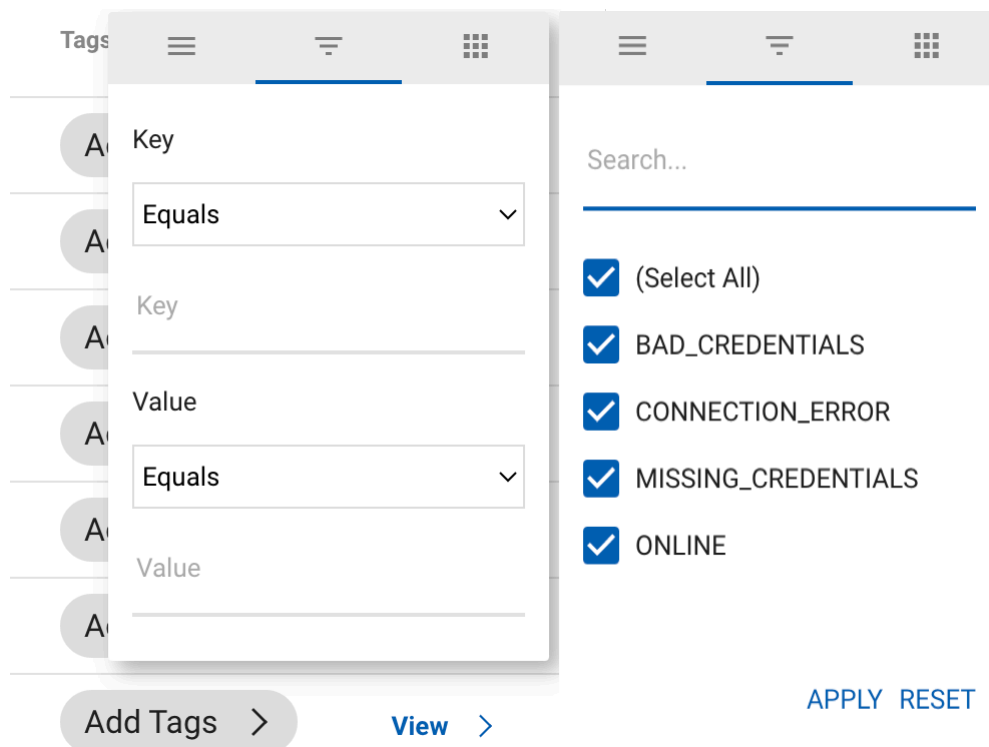 Tags
Key
Equals
Key
Value
Equals
Value
Add Tags
View
Search...
(Select All)
BAD_CREDENTIALS
CONNECTION_ERROR
MISSING_CREDENTIALS
ONLINE
APPLY RESET